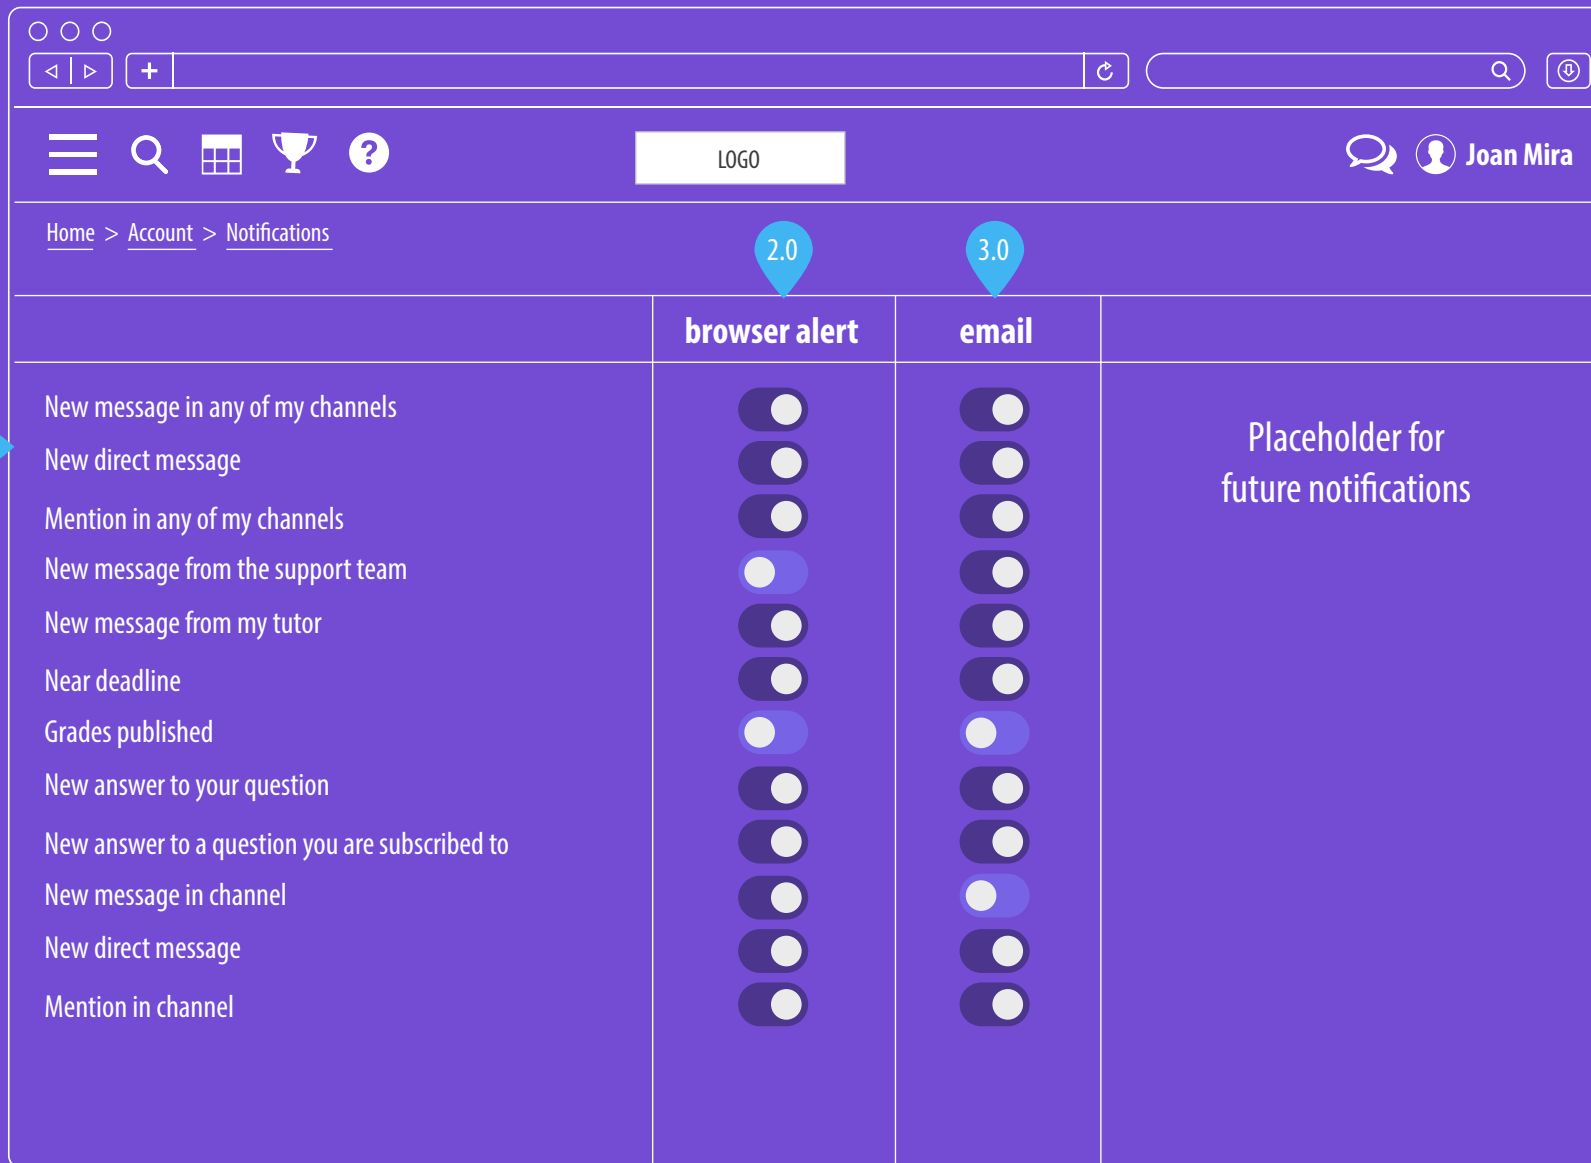 LOGO
Joan Mira
Home > Account > Notifications
2.0
3.0
browser alert
email
New message in any of my channels
New direct message
Mention in any of my channels
New message from the support team
New message from my tutor
Near deadline
Grades published
New answer to your question
New answer to a question you are subscribed to
New message in channel
New direct message
Mention in channel
Placeholder for
future notifications